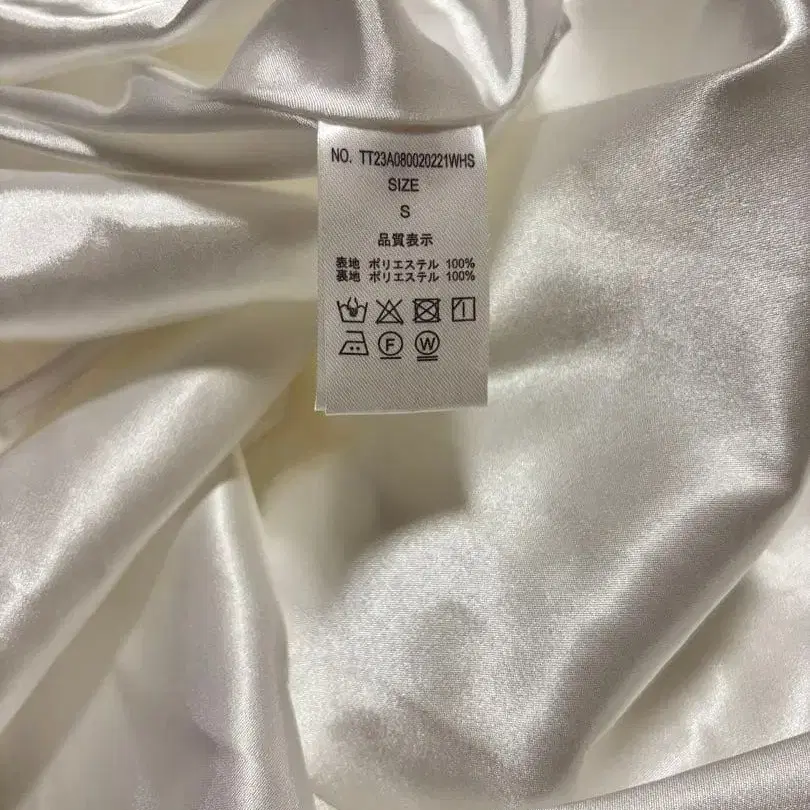 NO. TT23A080020221WHS
SIZE
S
品質表示
表地 ポリエステル 100%
裏地 ポリエステル 100%
F W